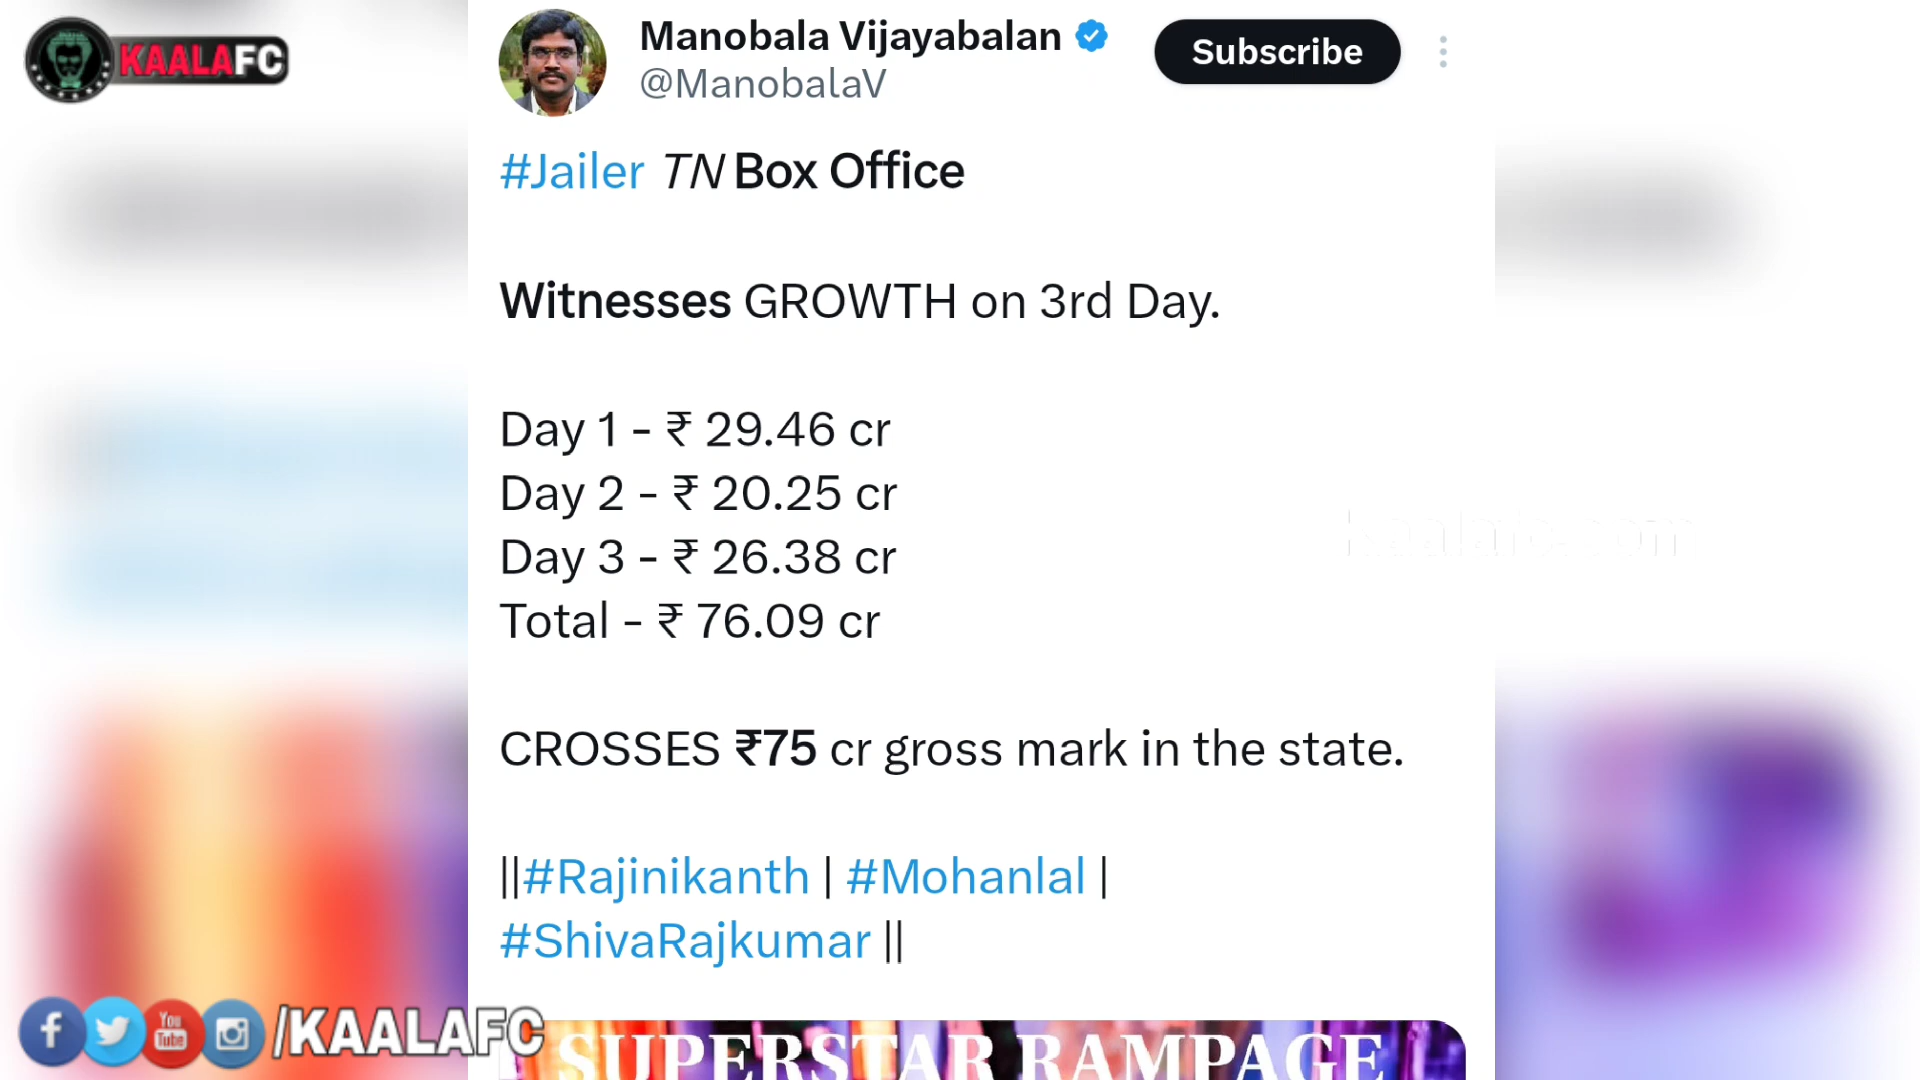 KAALAFC
Manobala Vijayabalan
@ManobalaV
Subscribe
#Jailer TN Box Office
Witnesses GROWTH on 3rd Day.
Day 1 - ₹ 29.46 cr
Day 2 - ₹ 20.25 cr
Day 3 - ₹ 26.38 cr
Total - ₹ 76.09 cr
CROSSES ₹75 cr gross mark in the state.
||#Rajinikanth | #Mohanlal |
#ShivaRajkumar ||
You
Tube
/KAALAFC
SUPERSTAR RAMPAGE